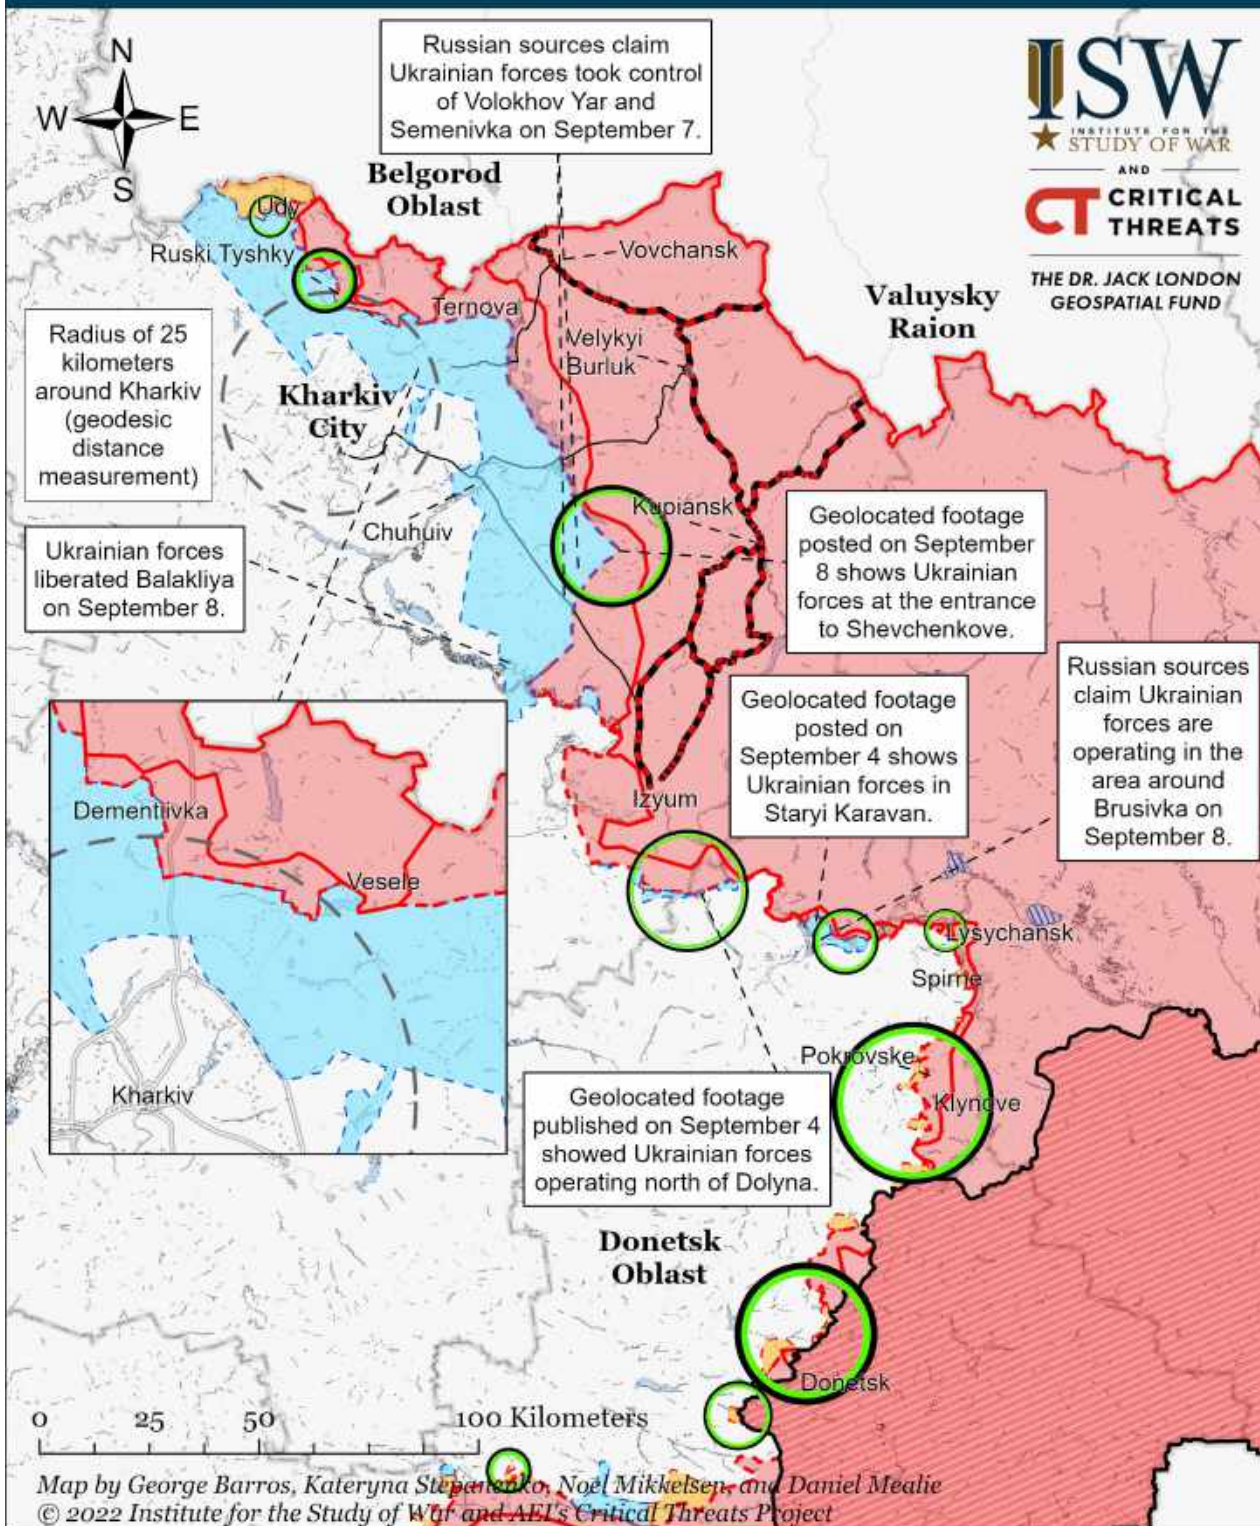 Russian sources claim
Ukrainian forces took control
of Volokhov Yar and
Semenivka on September 7.
N
W
E
S
ISW
INSTITUTE FOR THE
STUDY OF WAR
AND
CT CRITICAL
THREATS
THE DR. JACK LONDON
GEOSPATIAL FUND
Belgorod
Oblast
Udy
Ruski Tyshky
Vovchansk
Ternova
Valuysky
Raion
Velykyi
Burluk
Radius of 25
kilometers
around Kharkiv
(geodesic
distance
measurement)
Kharkiv
City
Kupiansk
Chuhuiv
Geolocated footage
posted on September
8 shows Ukrainian
forces at the entrance
to Shevchenkove.
Ukrainian forces
liberated Balakliya
on September 8.
Russian sources
claim Ukrainian
forces are
operating in the
area around
Brusivka on
September 8.
Geolocated footage
posted on
September 4 shows
Ukrainian forces in
Staryi Karavan.
Izyum
Dementiivka
Vesele
Kharkiv
Lysychansk
Spirne
Pokrovske
Klynove
Geolocated footage
published on September 4
showed Ukrainian forces
operating north of Dolyna.
Donetsk
Oblast
Donetsk
0 25 50 100 Kilometers
Map by George Barros, Kateryna Stepanenko, Noel Mikkelsen, and Daniel Mealie
© 2022 Institute for the Study of War and AEI's Critical Threats Project